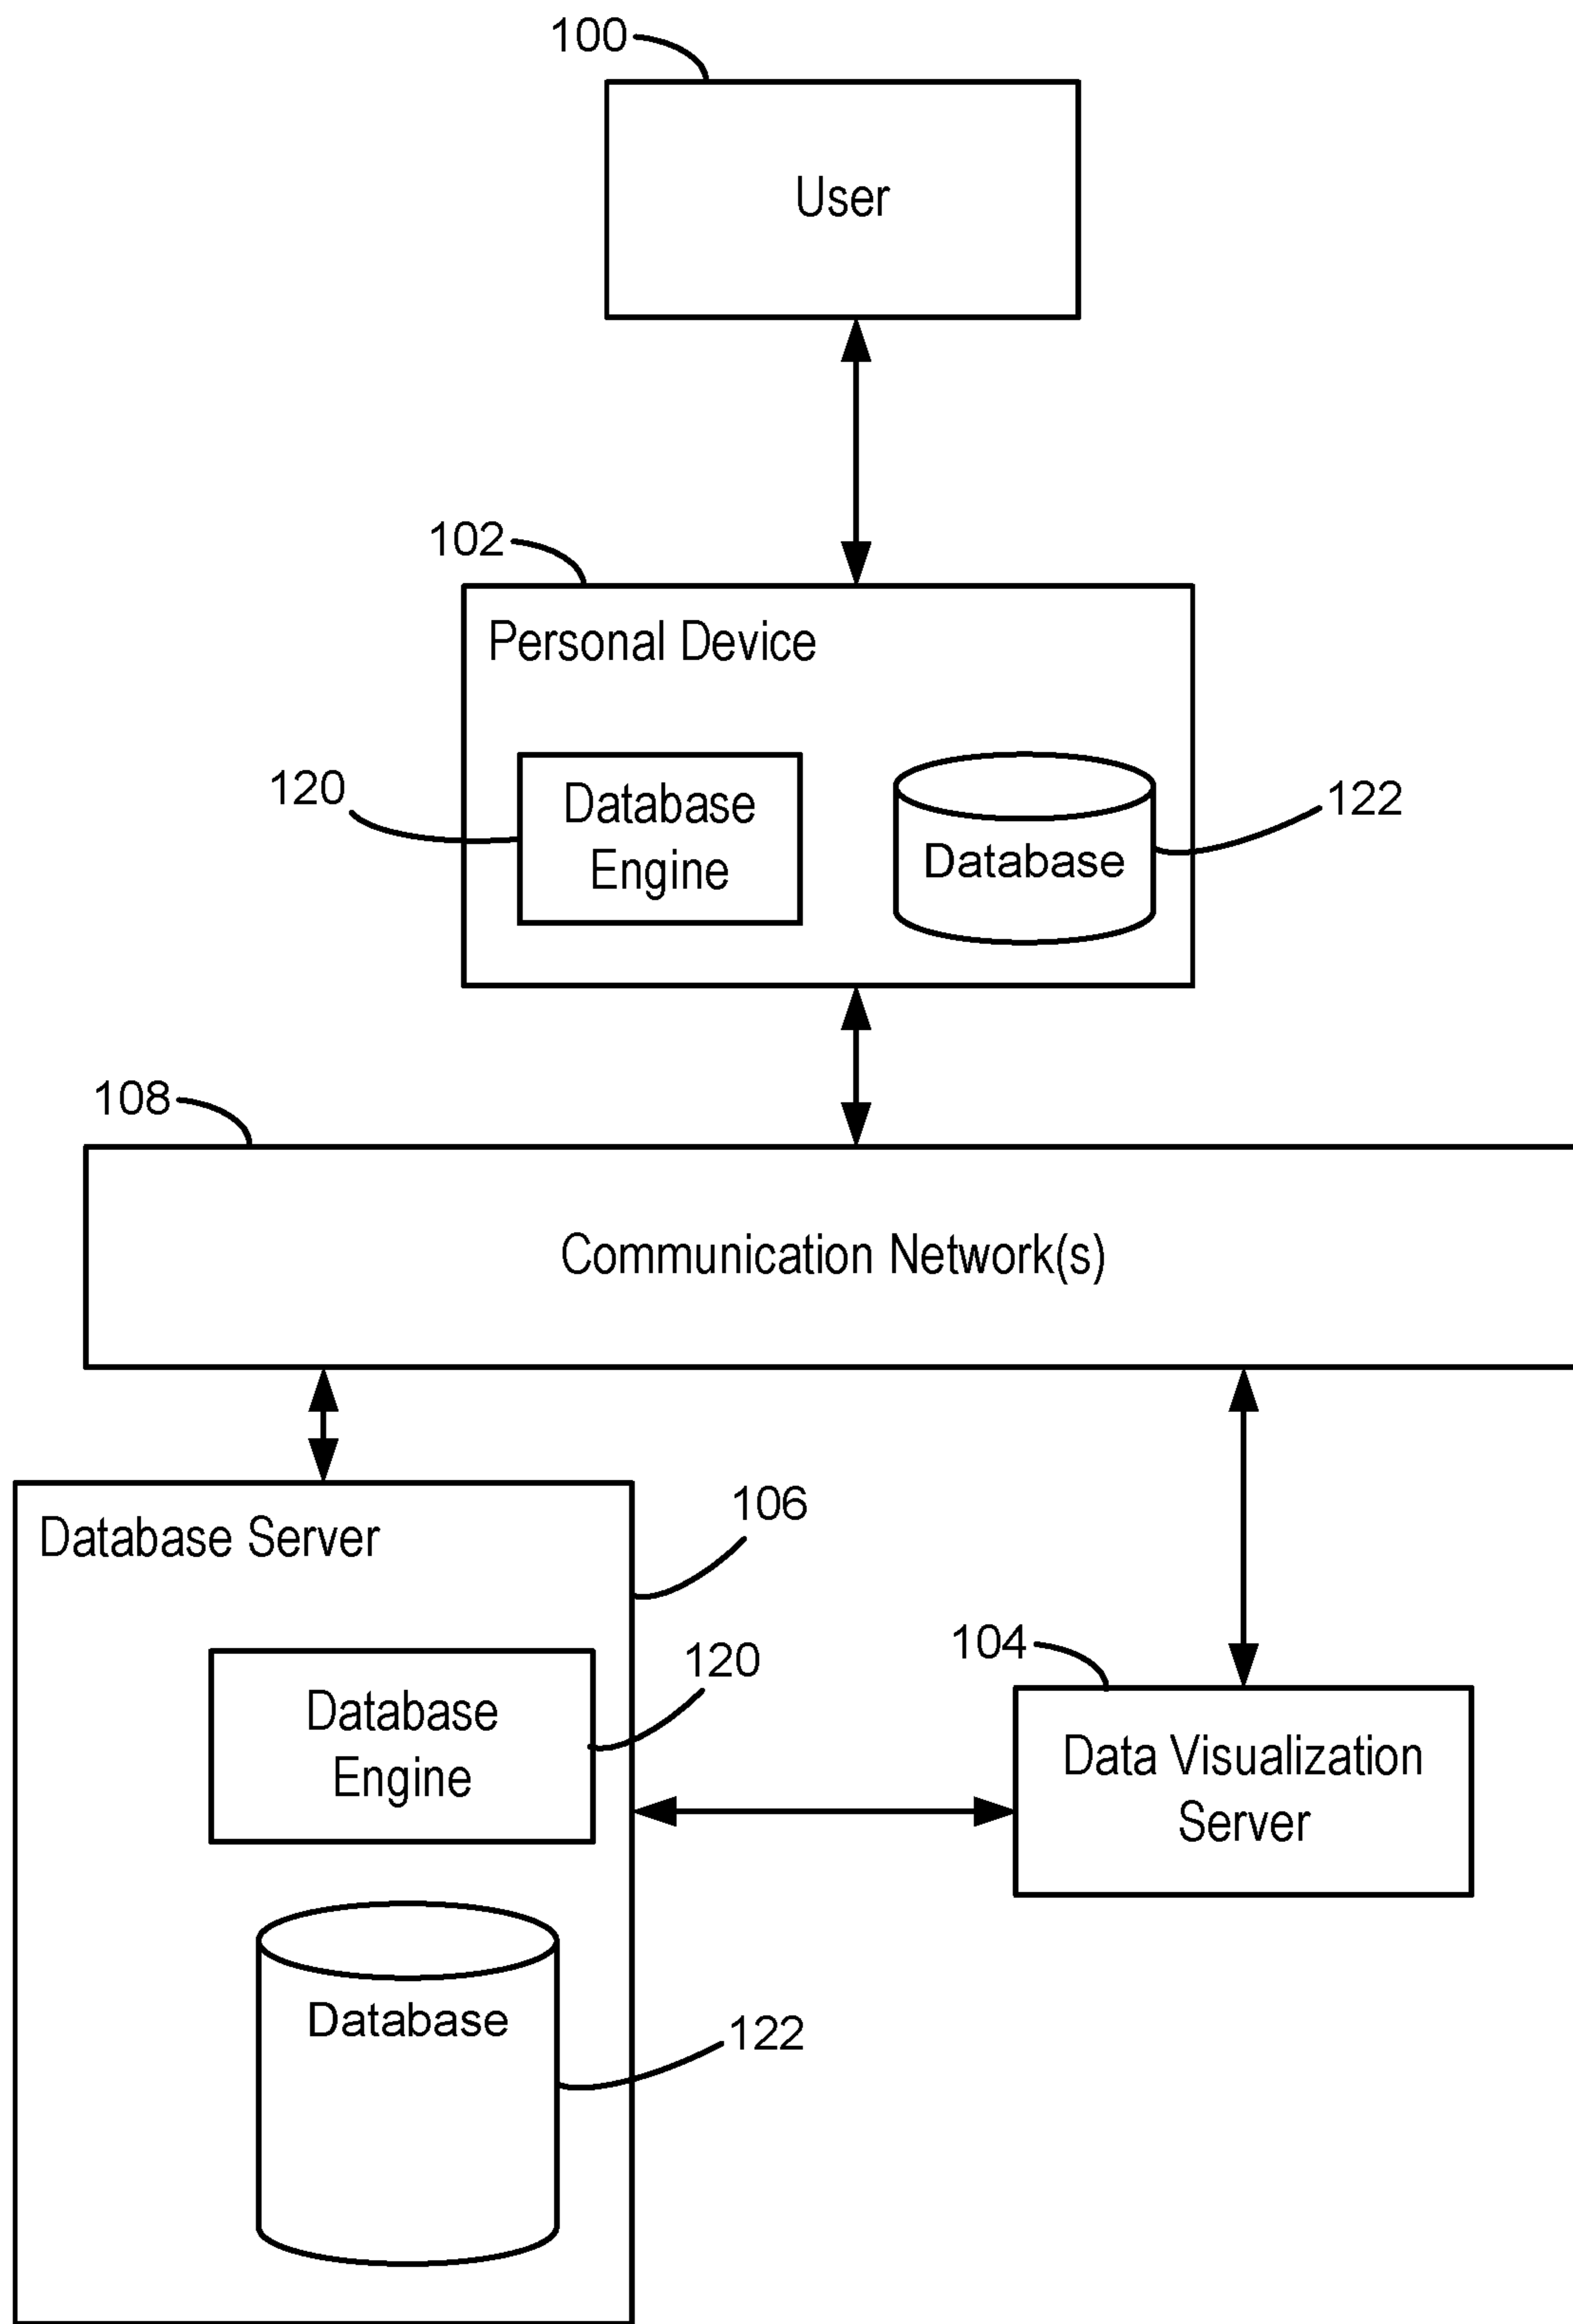 100
User
102
Personal Device
120
Database
Engine
Database
122
108
Communication Network(s)
Database Server
106
Database
Engine
120
104
Data Visualization
Server
Database
122